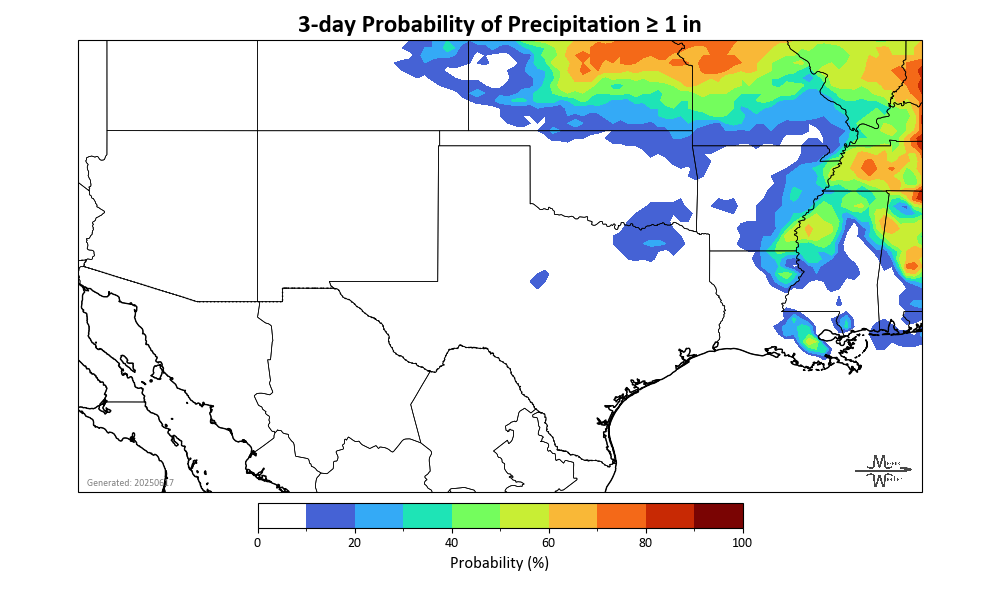 3-day Probability of Precipitation ≥ 1 in
Generated: 20250617
0 20 40 60 80 100
Probability (%)